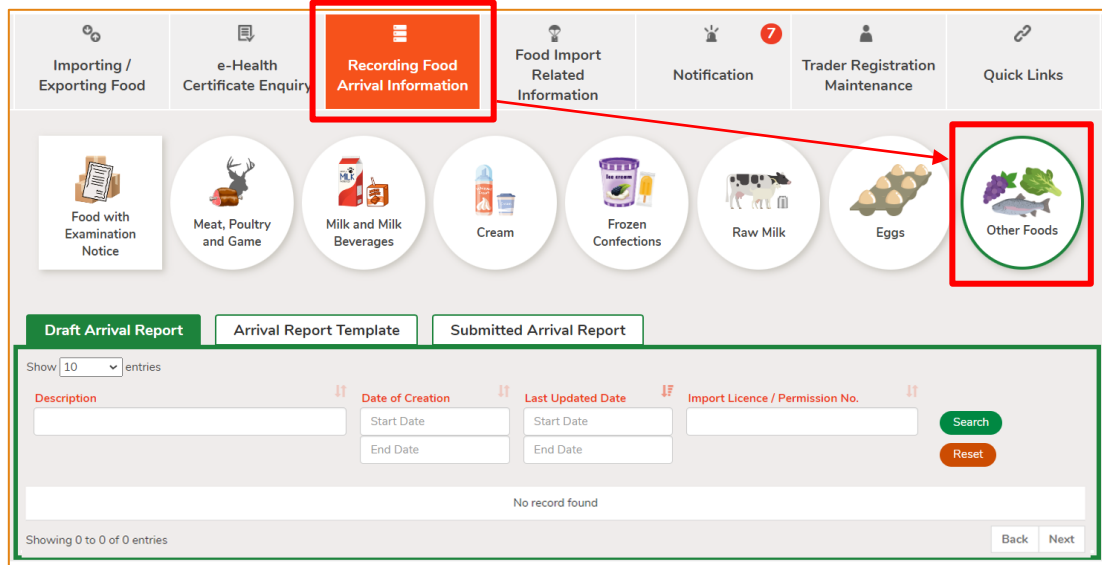 Importing /
Exporting Food
e-Health
Certificate Enquiry
Recording Food
Arrival Information
Food Import
Related
Information
7
Notification
Trader Registration
Maintenance
Quick Links
Food with
Examination
Notice
Meat, Poultry
and Game
MILK
Milk and Milk
Beverages
Cream
Ice cream
Frozen
Confections
Raw Milk
Eggs
Other Foods
Draft Arrival Report
Arrival Report Template
Submitted Arrival Report
Show 10 entries
Description
Date of Creation
Last Updated Date
Import Licence / Permission No.
Start Date
Start Date
Search
End Date
End Date
Reset
No record found
Showing 0 to 0 of 0 entries
Back
Next